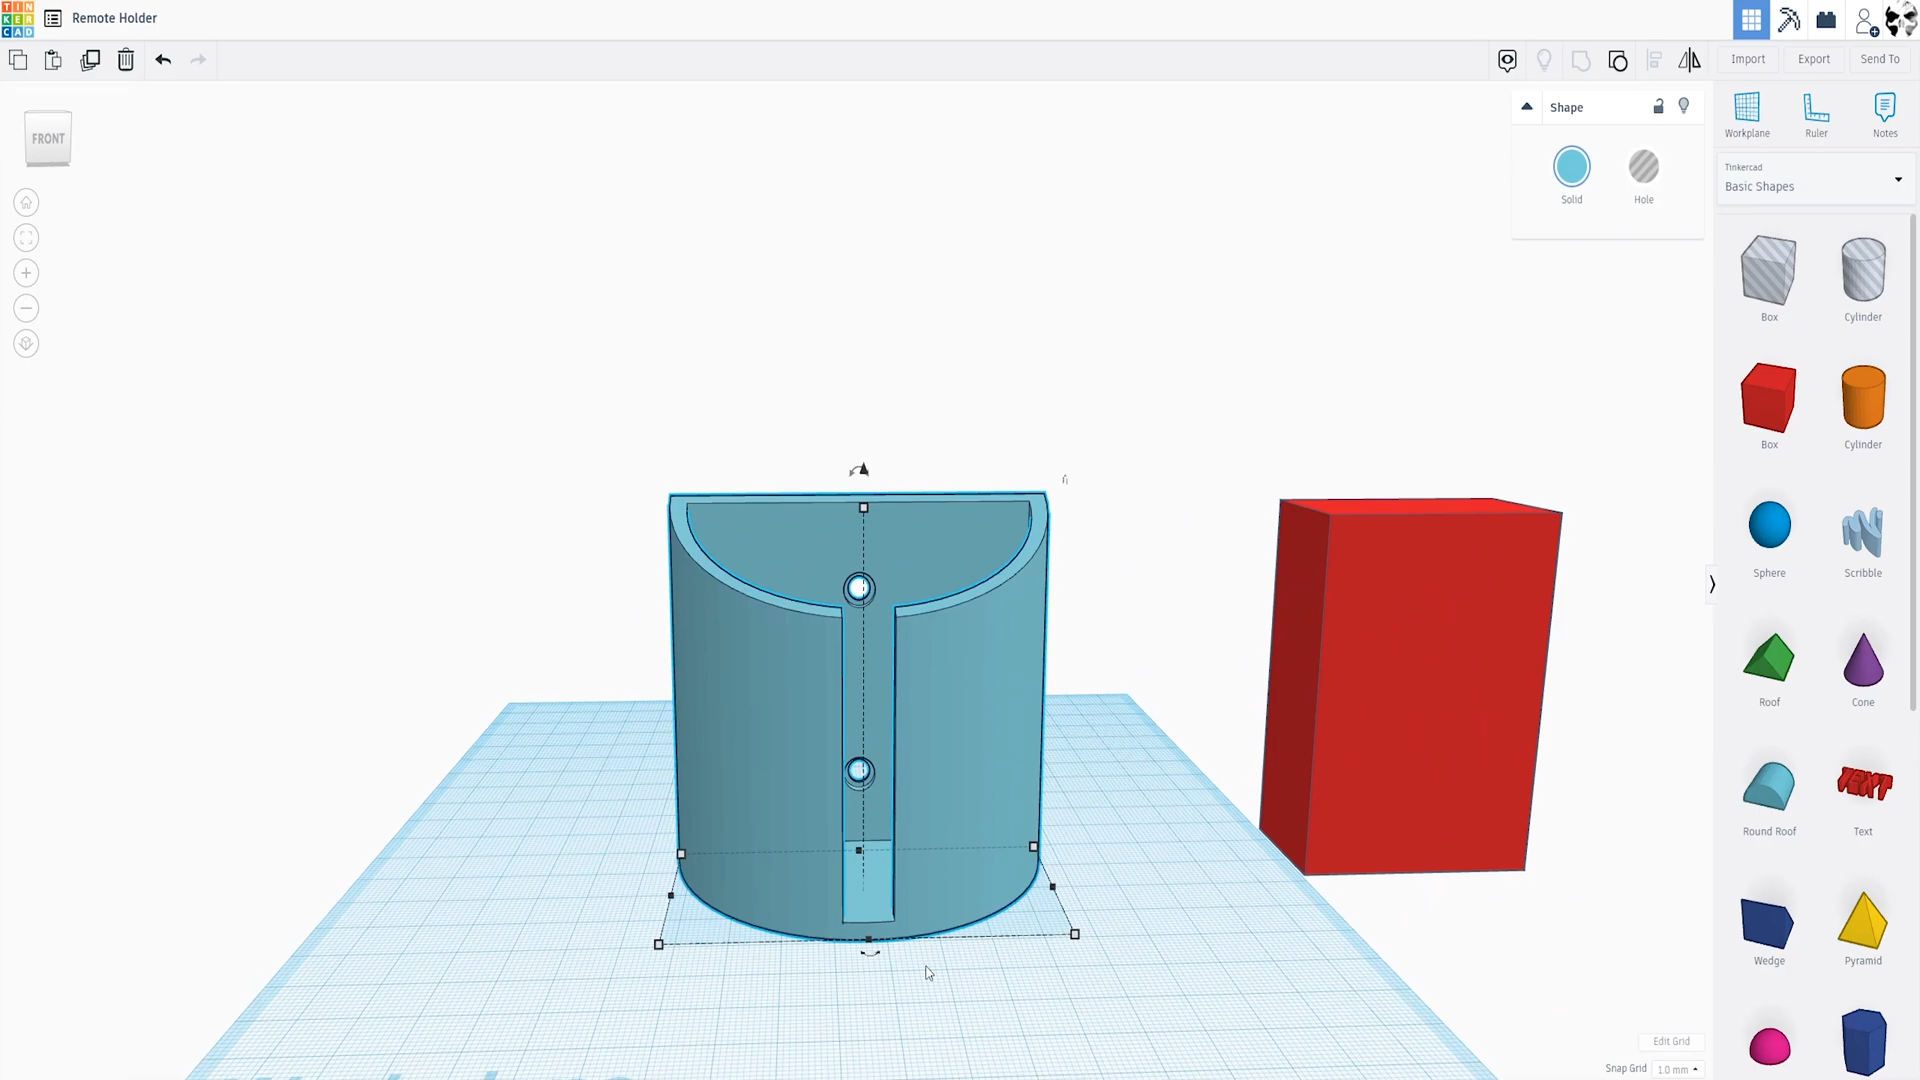 TIN
KER
CAD
Remote Holder
Import
Export
Send To
FRONT
Shape
Solid
Hole
Workplane
Ruler
Notes
Tinkercad
Basic Shapes
Box
Cylinder
Box
Cylinder
Sphere
Scribble
Roof
Cone
TEXT
Round Roof
Text
Wedge
Pyramid
Edit Grid
Snap Grid
1.0 mm